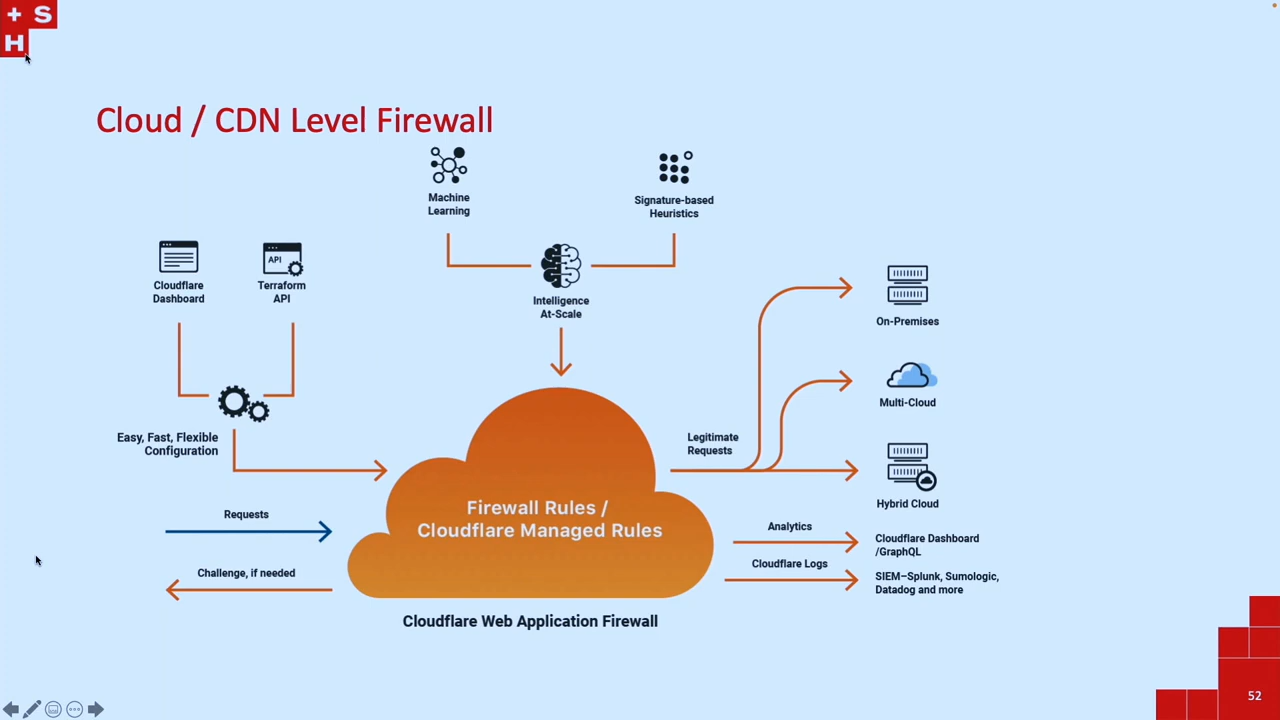 + S
H
Cloud / CDN Level Firewall
Machine
Learning
Signature-based
Heuristics
Cloudflare
Dashboard
API
Terraform
API
Intelligence
At-Scale
On-Premises
Multi-Cloud
Easy, Fast, Flexible
Configuration
Legitimate
Requests
Hybrid Cloud
Firewall Rules /
Cloudflare Managed Rules
Requests
Challenge, if needed
Analytics
Cloudflare Dashboard
/GraphQL
Cloudflare Logs
SIEM–Splunk, Sumologic,
Datadog and more
Cloudflare Web Application Firewall
52